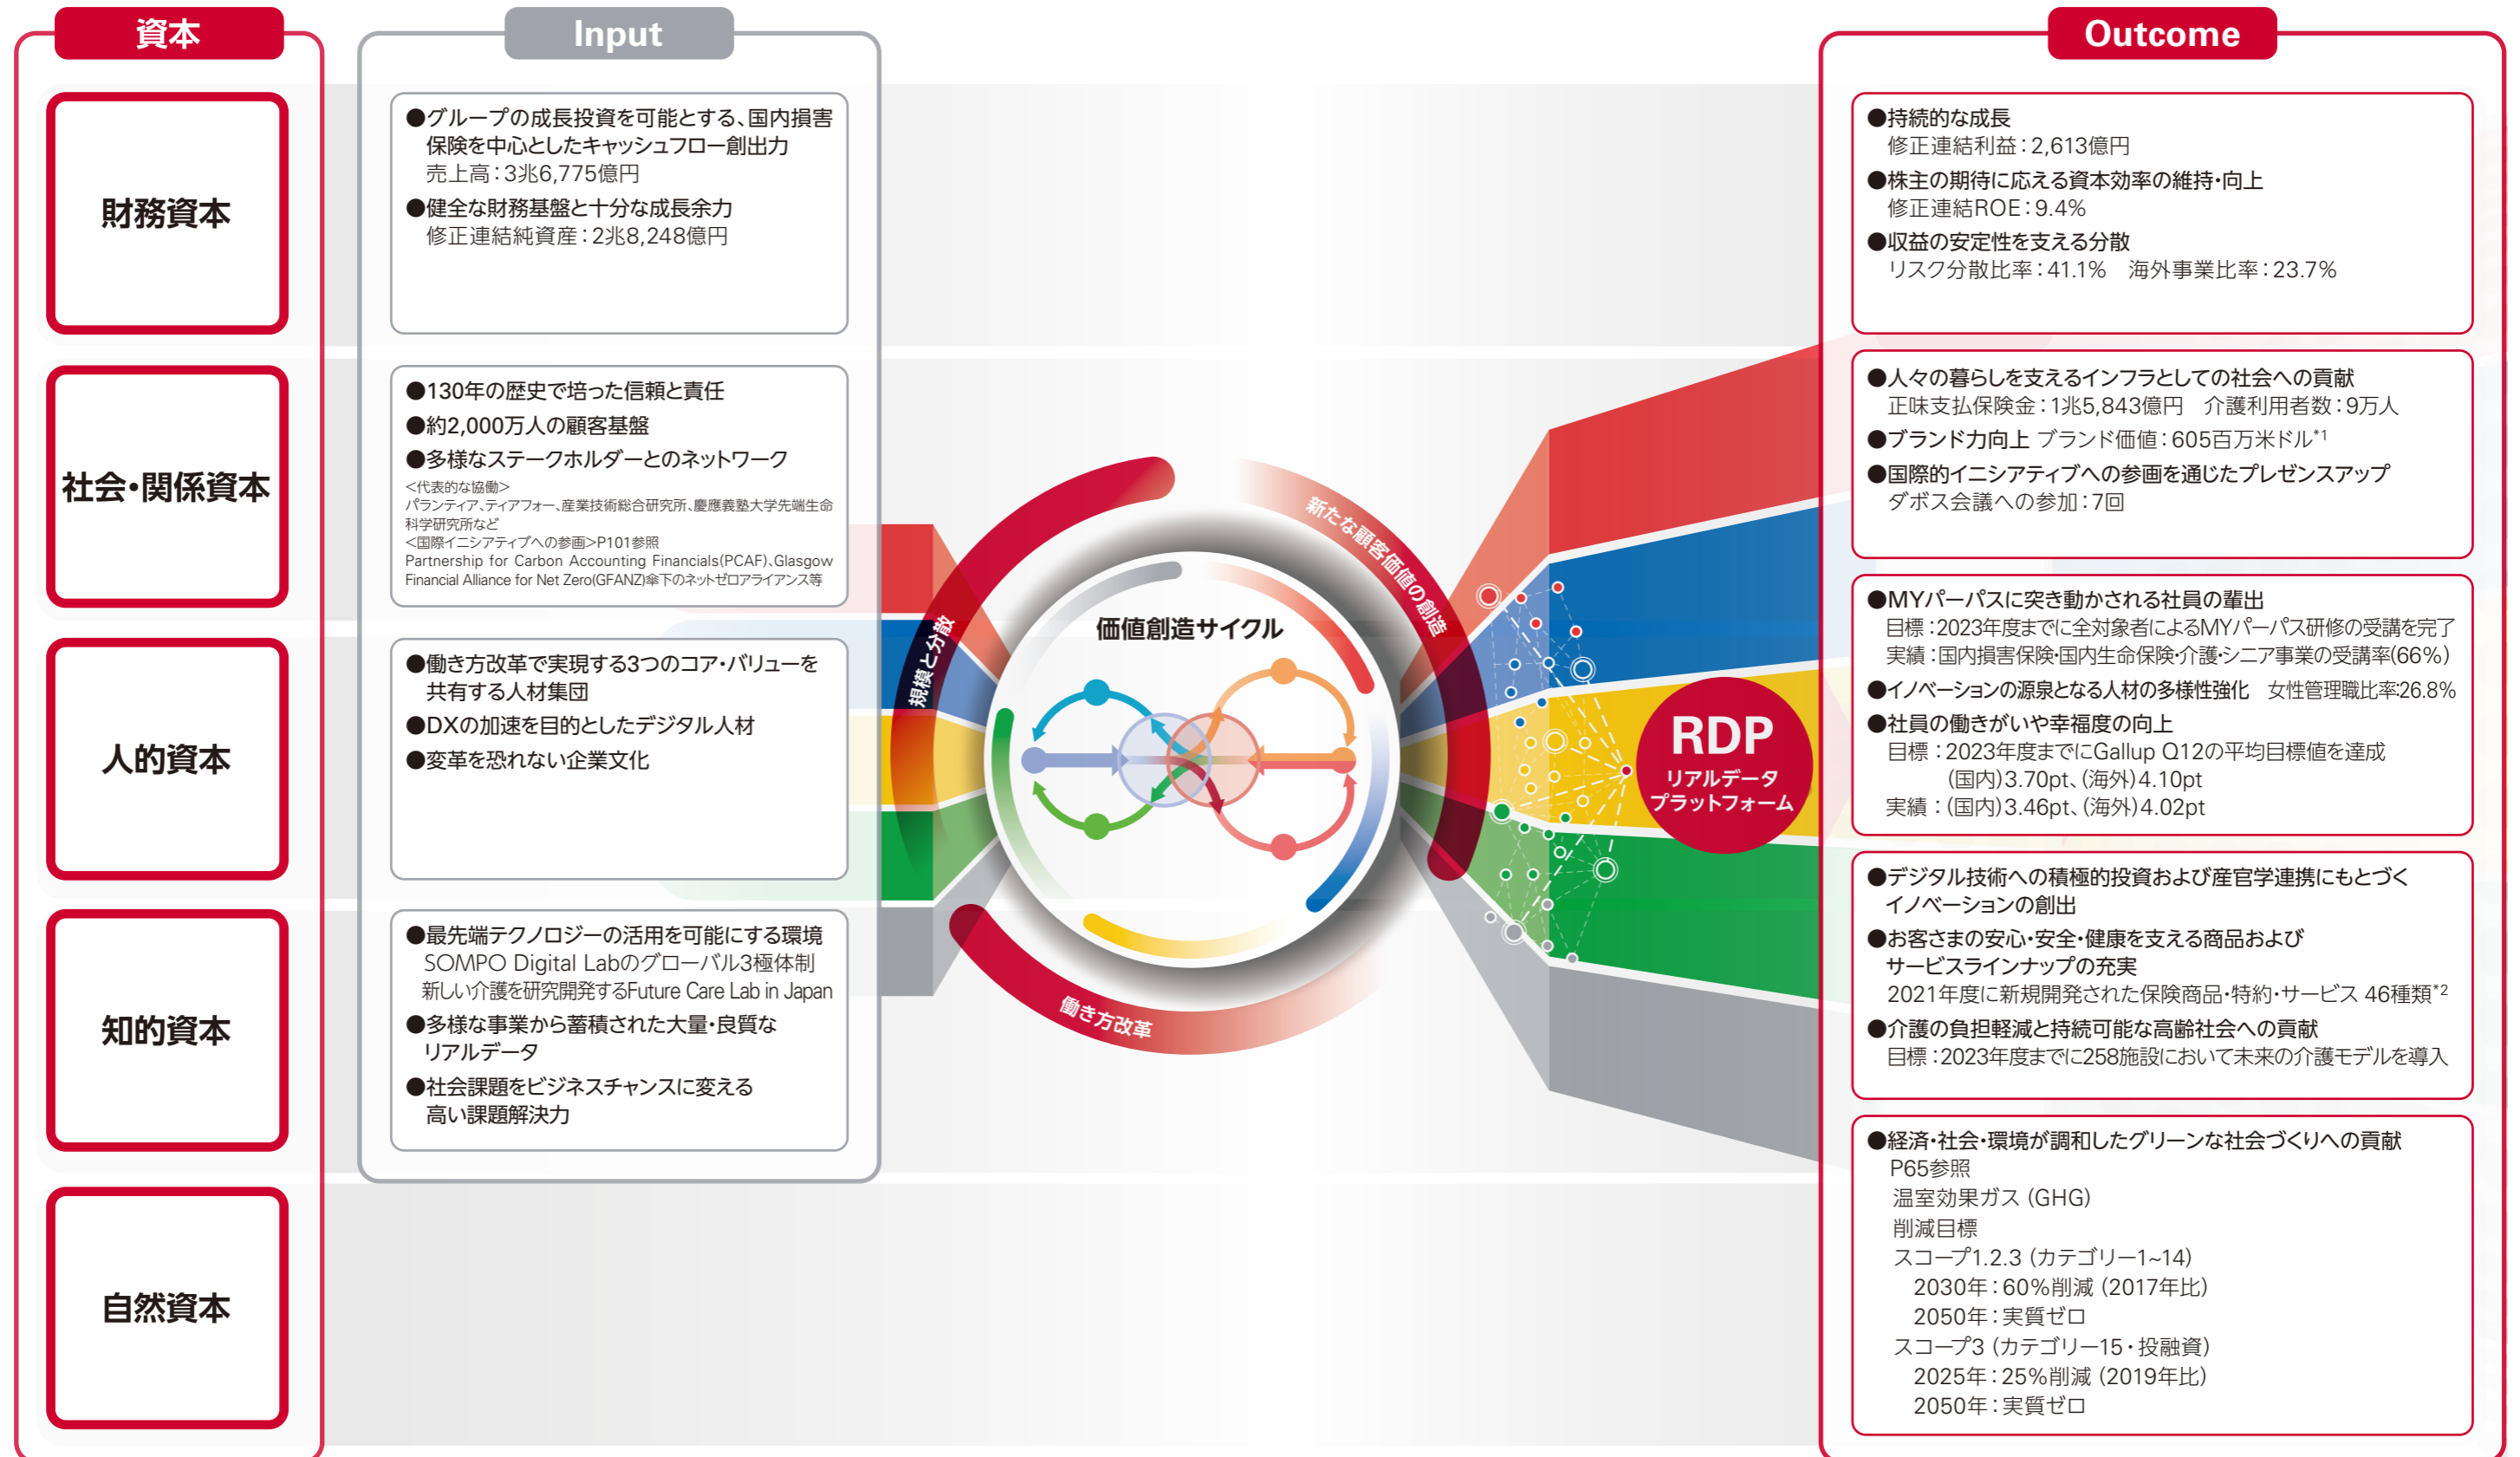 資本
財務資本
社会・関係資本
人的資本
知的資本
自然資本
Input
●グループの成長投資を可能とする、国内損害
保険を中心としたキャッシュフロー創出力
売上高：3兆6,775億円
●健全な財務基盤と十分な成長余力
修正連結純資産：2兆8,248億円
●130年の歴史で培った信頼と責任
●約2,000万人の顧客基盤
●多様なステークホルダーとのネットワーク
<代表的な協働>
パランティア、ティアフォー、産業技術総合研究所、慶應義塾大学先端生命
科学研究所など
<国際イニシアティブへの参画>P101参照
Partnership for Carbon Accounting Financials(PCAF)、Glasgow
Financial Alliance for Net Zero(GFANZ)傘下のネットゼロアライアンス等
●働き方改革で実現する3つのコア・バリューを
共有する人材集団
●DXの加速を目的としたデジタル人材
●変革を恐れない企業文化
●最先端テクノロジーの活用を可能にする環境
SOMPO Digital Labのグローバル3極体制
新しい介護を研究開発するFuture Care Lab in Japan
●多様な事業から蓄積された大量・良質な
リアルデータ
●社会課題をビジネスチャンスに変える
高い課題解決力
規模と分散
新たな顧客価値の創造
働き方改革
価値創造サイクル
RDP
リアルデータ
プラットフォーム
Outcome
●持続的な成長
修正連結利益：2,613億円
●株主の期待に応える資本効率の維持・向上
修正連結ROE：9.4%
●収益の安定性を支える分散
リスク分散比率：41.1%　海外事業比率：23.7%
●人々の暮らしを支えるインフラとしての社会への貢献
正味支払保険金：1兆5,843億円　介護利用者数：9万人
●ブランド力向上 ブランド価値：605百万米ドル*1
●国際的イニシアティブへの参画を通じたプレゼンスアップ
ダボス会議への参加：7回
●MYパーパスに突き動かされる社員の輩出
目標：2023年度までに全対象者によるMYパーパス研修の受講を完了
実績：国内損害保険・国内生命保険・介護・シニア事業の受講率(66%)
●イノベーションの源泉となる人材の多様性強化　女性管理職比率:26.8%
●社員の働きがいや幸福度の向上
目標：2023年度までにGallup Q12の平均目標値を達成
(国内)3.70pt、(海外)4.10pt
実績：(国内)3.46pt、(海外)4.02pt
●デジタル技術への積極的投資および産官学連携にもとづく
イノベーションの創出
●お客さまの安心・安全・健康を支える商品および
サービスラインナップの充実
2021年度に新規開発された保険商品・特約・サービス 46種類*2
●介護の負担軽減と持続可能な高齢社会への貢献
目標：2023年度までに258施設において未来の介護モデルを導入
●経済・社会・環境が調和したグリーンな社会づくりへの貢献
P65参照
温室効果ガス (GHG)
削減目標
スコープ1.2.3 (カテゴリー1~14)
2030年：60%削減 (2017年比)
2050年：実質ゼロ
スコープ3 (カテゴリー15・投融資)
2025年：25%削減 (2019年比)
2050年：実質ゼロ